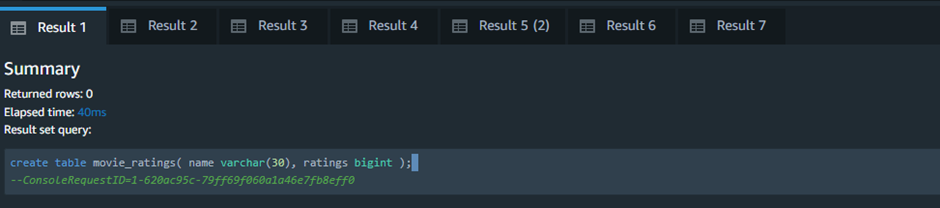 Result 1 Result 2 Result 3 Result 4 Result 5 (2) Result 6 Result 7
Summary
Returned rows: 0
Elapsed time: 40ms
Result set query:
create table movie_ratings( name varchar(30), ratings bigint );
--ConsoleRequestID=1-620ac95c-79ff69f060a1a46e7fb8eff0